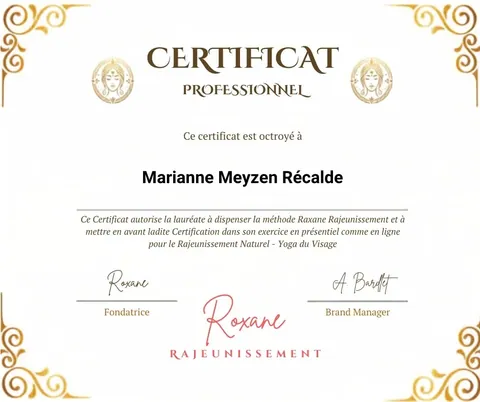 CERTIFICAT
PROFESSIONNEL
Ce certificat est octroyé à
Marianne Meyzen Récalde
Ce Certificat autorise la lauréate à dispenser la méthode Raxane Rajeunissement et à
mettre en avant ladite Certification dans son exercice en présentiel comme en ligne
pour le Rajeunissement Naturel - Yoga du Visage
Roxane
A. Bardlet
Fondatrice
Brand Manager
Roxane
RAJEUNISSEMENT